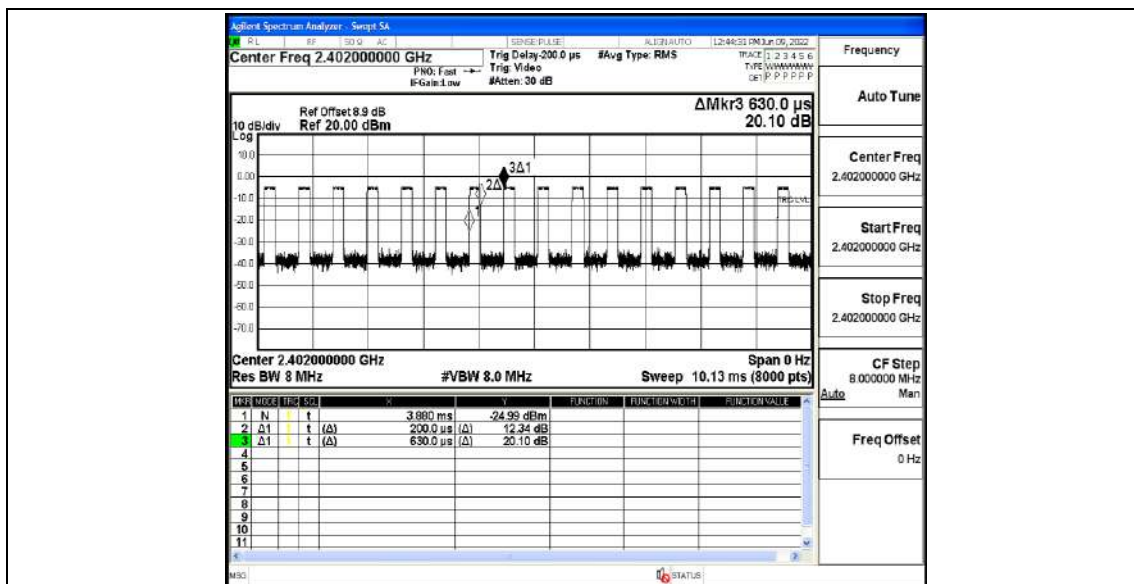 Agilent Spectrum Analyzer - Swept SA
RL RF 50 Ω AC SENSE:PULSE ALIGNAUTO 12:44:31 PM Jun 09, 2022
Center Freq 2.402000000 GHz
PNO: Fast
IFGain:Low
Trig Delay-200.0 µs
Trig: Video
#Atten: 30 dB
#Avg Type: RMS
TRACE 1 2 3 4 5 6
TYPE
DET P P P P P P
ΔMkr3 630.0 µs
20.10 dB
Ref Offset 8.9 dB
Ref 20.00 dBm
10 dB/div
Log
10.0
0.00
-10.0
-20.0
-30.0
-40.0
-50.0
-60.0
-70.0
3Δ1
2Δ
TRIG LVL
Center 2.402000000 GHz
Span 0 Hz
Res BW 8 MHz
#VBW 8.0 MHz
Sweep 10.13 ms (8000 pts)
MKR MODE TRC SCL X Y FUNCTION FUNCTION WIDTH FUNCTION VALUE
1 N 1 t 3.880 ms -24.99 dBm
2 Δ1 1 t (Δ) 200.0 µs (Δ) 12.34 dB
3 Δ1 1 t (Δ) 630.0 µs (Δ) 20.10 dB
4
5
6
7
8
9
10
11
MSG
STATUS
Frequency
Auto Tune
Center Freq
2.402000000 GHz
Start Freq
2.402000000 GHz
Stop Freq
2.402000000 GHz
CF Step
8.000000 MHz
Auto Man
Freq Offset
0 Hz